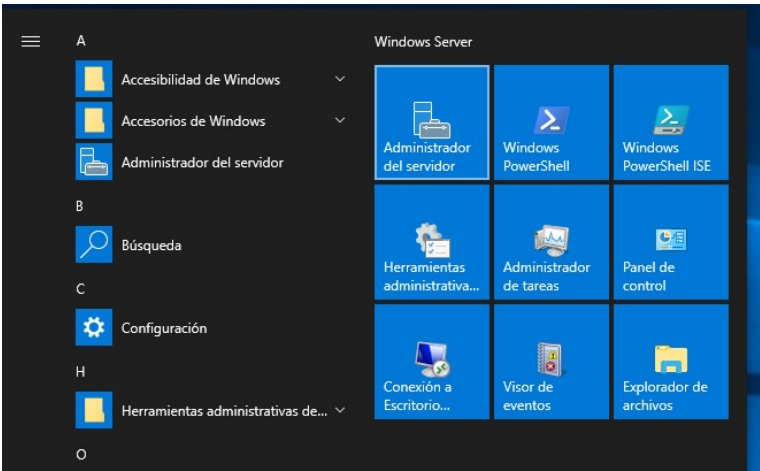 A
Accesibilidad de Windows
Accesorios de Windows
Administrador del servidor
B
Búsqueda
C
Configuración
H
Herramientas administrativas de...
O
Windows Server
Administrador
del servidor
Windows
PowerShell
Windows
PowerShell ISE
Herramientas
administrativa...
Administrador
de tareas
Panel de
control
Conexión a
Escritorio...
Visor de
eventos
Explorador de
archivos